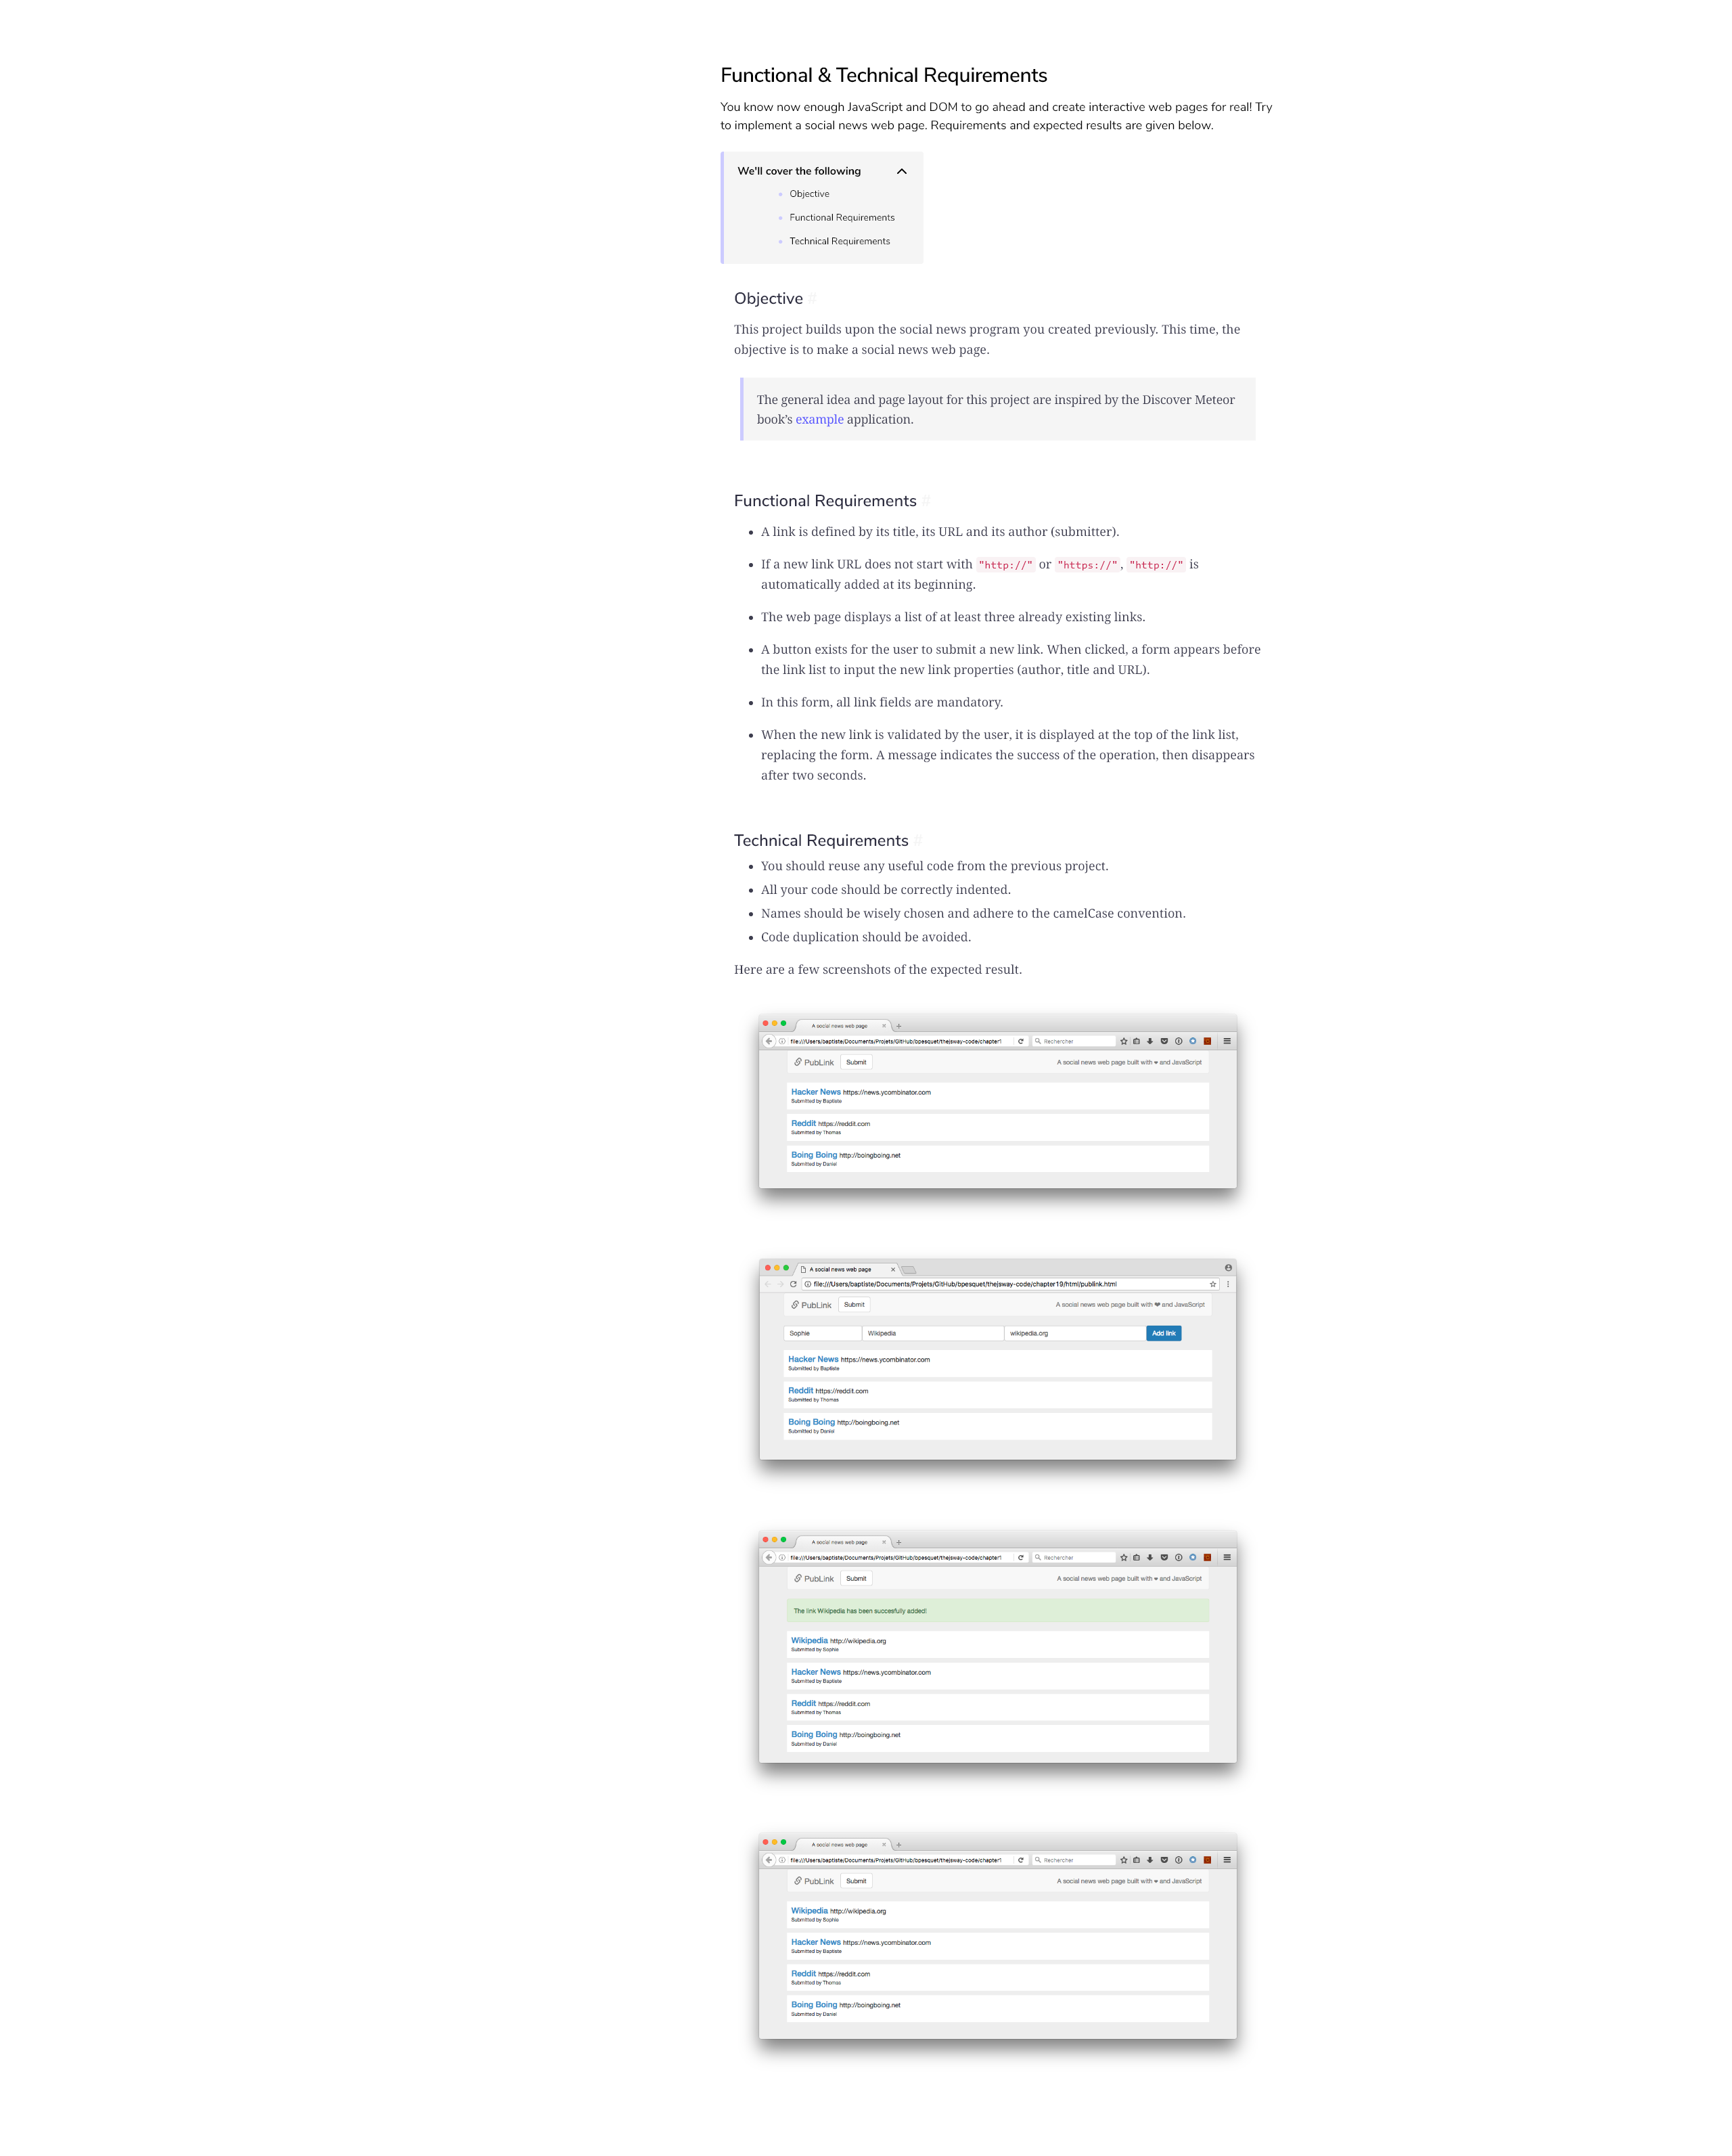 Functional & Technical Requirements
You know now enough JavaScript and DOM to go ahead and create interactive web pages for real! Try
to implement a social news web page. Requirements and expected results are given below.
We'll cover the following
Objective
Functional Requirements
Technical Requirements
Objective #
This project builds upon the social news program you created previously. This time, the
objective is to make a social news web page.
The general idea and page layout for this project are inspired by the Discover Meteor
book's example application.
Functional Requirements #
• A link is defined by its title, its URL and its author (submitter).
• If a new link URL does not start with "http://" or "https://", "http://" is
automatically added at its beginning.
• The web page displays a list of at least three already existing links.
• A button exists for the user to submit a new link. When clicked, a form appears before
the link list to input the new link properties (author, title and URL).
• In this form, all link fields are mandatory.
• When the new link is validated by the user, it is displayed at the top of the link list,
replacing the form. A message indicates the success of the operation, then disappears
after two seconds.
Technical Requirements #
• You should reuse any useful code from the previous project.
• All your code should be correctly indented.
• Names should be wisely chosen and adhere to the camelCase convention.
• Code duplication should be avoided.
Here are a few screenshots of the expected result.
A social news web page
file:///Users/baptiste/Documents/Projets/GitHub/bpesquet/thejsway-code/chapter1 Rechercher
PubLink Submit A social news web page built with ❤ and JavaScript
Hacker News https://news.ycombinator.com
Submitted by Baptiste
Reddit https://reddit.com
Submitted by Thomas
Boing Boing http://boingboing.net
Submitted by Daniel
A social news web page
file:///Users/baptiste/Documents/Projets/GitHub/bpesquet/thejsway-code/chapter19/html/publink.html
PubLink Submit A social news web page built with ❤ and JavaScript
Sophie Wikipedia wikipedia.org Add link
Hacker News https://news.ycombinator.com
Submitted by Baptiste
Reddit https://reddit.com
Submitted by Thomas
Boing Boing http://boingboing.net
Submitted by Daniel
A social news web page
file:///Users/baptiste/Documents/Projets/GitHub/bpesquet/thejsway-code/chapter1 Rechercher
PubLink Submit A social news web page built with ❤ and JavaScript
The link Wikipedia has been succesfully added!
Wikipedia http://wikipedia.org
Submitted by Sophie
Hacker News https://news.ycombinator.com
Submitted by Baptiste
Reddit https://reddit.com
Submitted by Thomas
Boing Boing http://boingboing.net
Submitted by Daniel
A social news web page
file:///Users/baptiste/Documents/Projets/GitHub/bpesquet/thejsway-code/chapter1 Rechercher
PubLink Submit A social news web page built with ❤ and JavaScript
Wikipedia http://wikipedia.org
Submitted by Sophie
Hacker News https://news.ycombinator.com
Submitted by Baptiste
Reddit https://reddit.com
Submitted by Thomas
Boing Boing http://boingboing.net
Submitted by Daniel